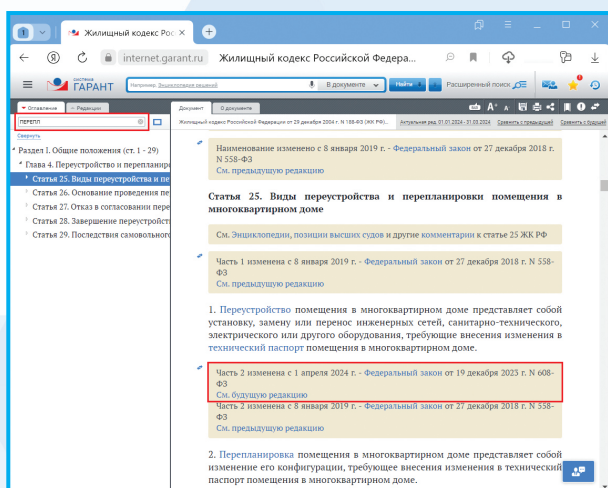 1
Жилищный кодекс Рос
internet.garant.ru Жилищный кодекс Российской Федера...
система
ГАРАНТ
Например: Энциклопедия решений
В документе
Найти
Расширенный поиск
Оглавление
Редакции
Документ
О документе
ПЕРЕПЛ
Свернуть
Жилищный кодекс Российской Федерации от 29 декабря 2004 г. N 188-ФЗ (ЖК РФ)...
Актуальная ред. 01.01.2024 - 31.03.2024
Сравнить с предыдущей
Сравнить с будущей
Раздел I. Общие положения (ст. 1 - 29)
Глава 4. Переустройство и перепланир
Статья 25. Виды переустройства и пе
Статья 26. Основание проведения пе
Статья 27. Отказ в согласовании пере
Статья 28. Завершение переустройст
Статья 29. Последствия самовольного
Наименование изменено с 8 января 2019 г. - Федеральный закон от 27 декабря 2018 г.
N 558-ФЗ
См. предыдущую редакцию
Статья 25. Виды переустройства и перепланировки помещения в
многоквартирном доме
См. Энциклопедии, позиции высших судов и другие комментарии к статье 25 ЖК РФ
Часть 1 изменена с 8 января 2019 г. - Федеральный закон от 27 декабря 2018 г. N 558-
ФЗ
См. предыдущую редакцию
1. Переустройство помещения в многоквартирном доме представляет собой
установку, замену или перенос инженерных сетей, санитарно-технического,
электрического или другого оборудования, требующие внесения изменения в
технический паспорт помещения в многоквартирном доме.
Часть 2 изменена с 1 апреля 2024 г. - Федеральный закон от 19 декабря 2023 г. N 608-
ФЗ
См. будущую редакцию
Часть 2 изменена с 8 января 2019 г. - Федеральный закон от 27 декабря 2018 г. N 558-
ФЗ
См. предыдущую редакцию
2. Перепланировка помещения в многоквартирном доме представляет собой
изменение его конфигурации, требующее внесения изменения в технический
паспорт помещения в многоквартирном доме.